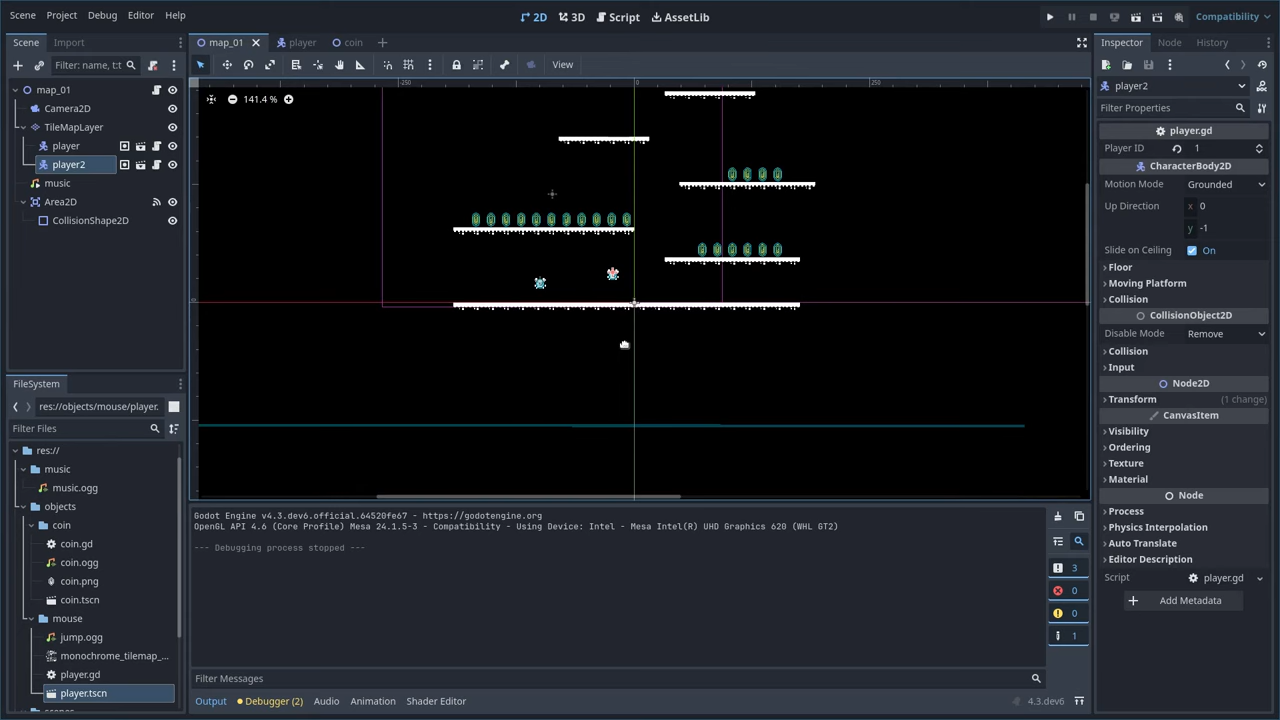 Scene Project Debug Editor Help
2D 3D Script AssetLib
Compatibility
Scene Import
map_01 player coin
Inspector Node History
Filter: name, t:t
View
map_01
Camera2D
TileMapLayer
player
player2
music
Area2D
CollisionShape2D
250 0 250
0
141.4 %
player2
Filter Properties
player.gd
Player ID 1
CharacterBody2D
Motion Mode Grounded
Up Direction x 0
y -1
Slide on Ceiling On
Floor
Moving Platform
Collision
CollisionObject2D
Disable Mode Remove
Collision
Input
Node2D
Transform (1 change)
CanvasItem
Visibility
Ordering
Texture
Material
Node
Process
Physics Interpolation
Auto Translate
Editor Description
Script player.gd
Add Metadata
FileSystem
res://objects/mouse/player.
Filter Files
res://
music
music.ogg
objects
coin
coin.gd
coin.ogg
coin.png
coin.tscn
mouse
jump.ogg
monochrome_tilemap_...
player.gd
player.tscn
Godot Engine v4.3.dev6.official.64520fe67 - https://godotengine.org
OpenGL API 4.6 (Core Profile) Mesa 24.1.5-3 - Compatibility - Using Device: Intel - Mesa Intel(R) UHD Graphics 620 (WHL GT2)
--- Debugging process stopped ---
3
0
0
1
Filter Messages
Output Debugger (2) Audio Animation Shader Editor
4.3.dev6